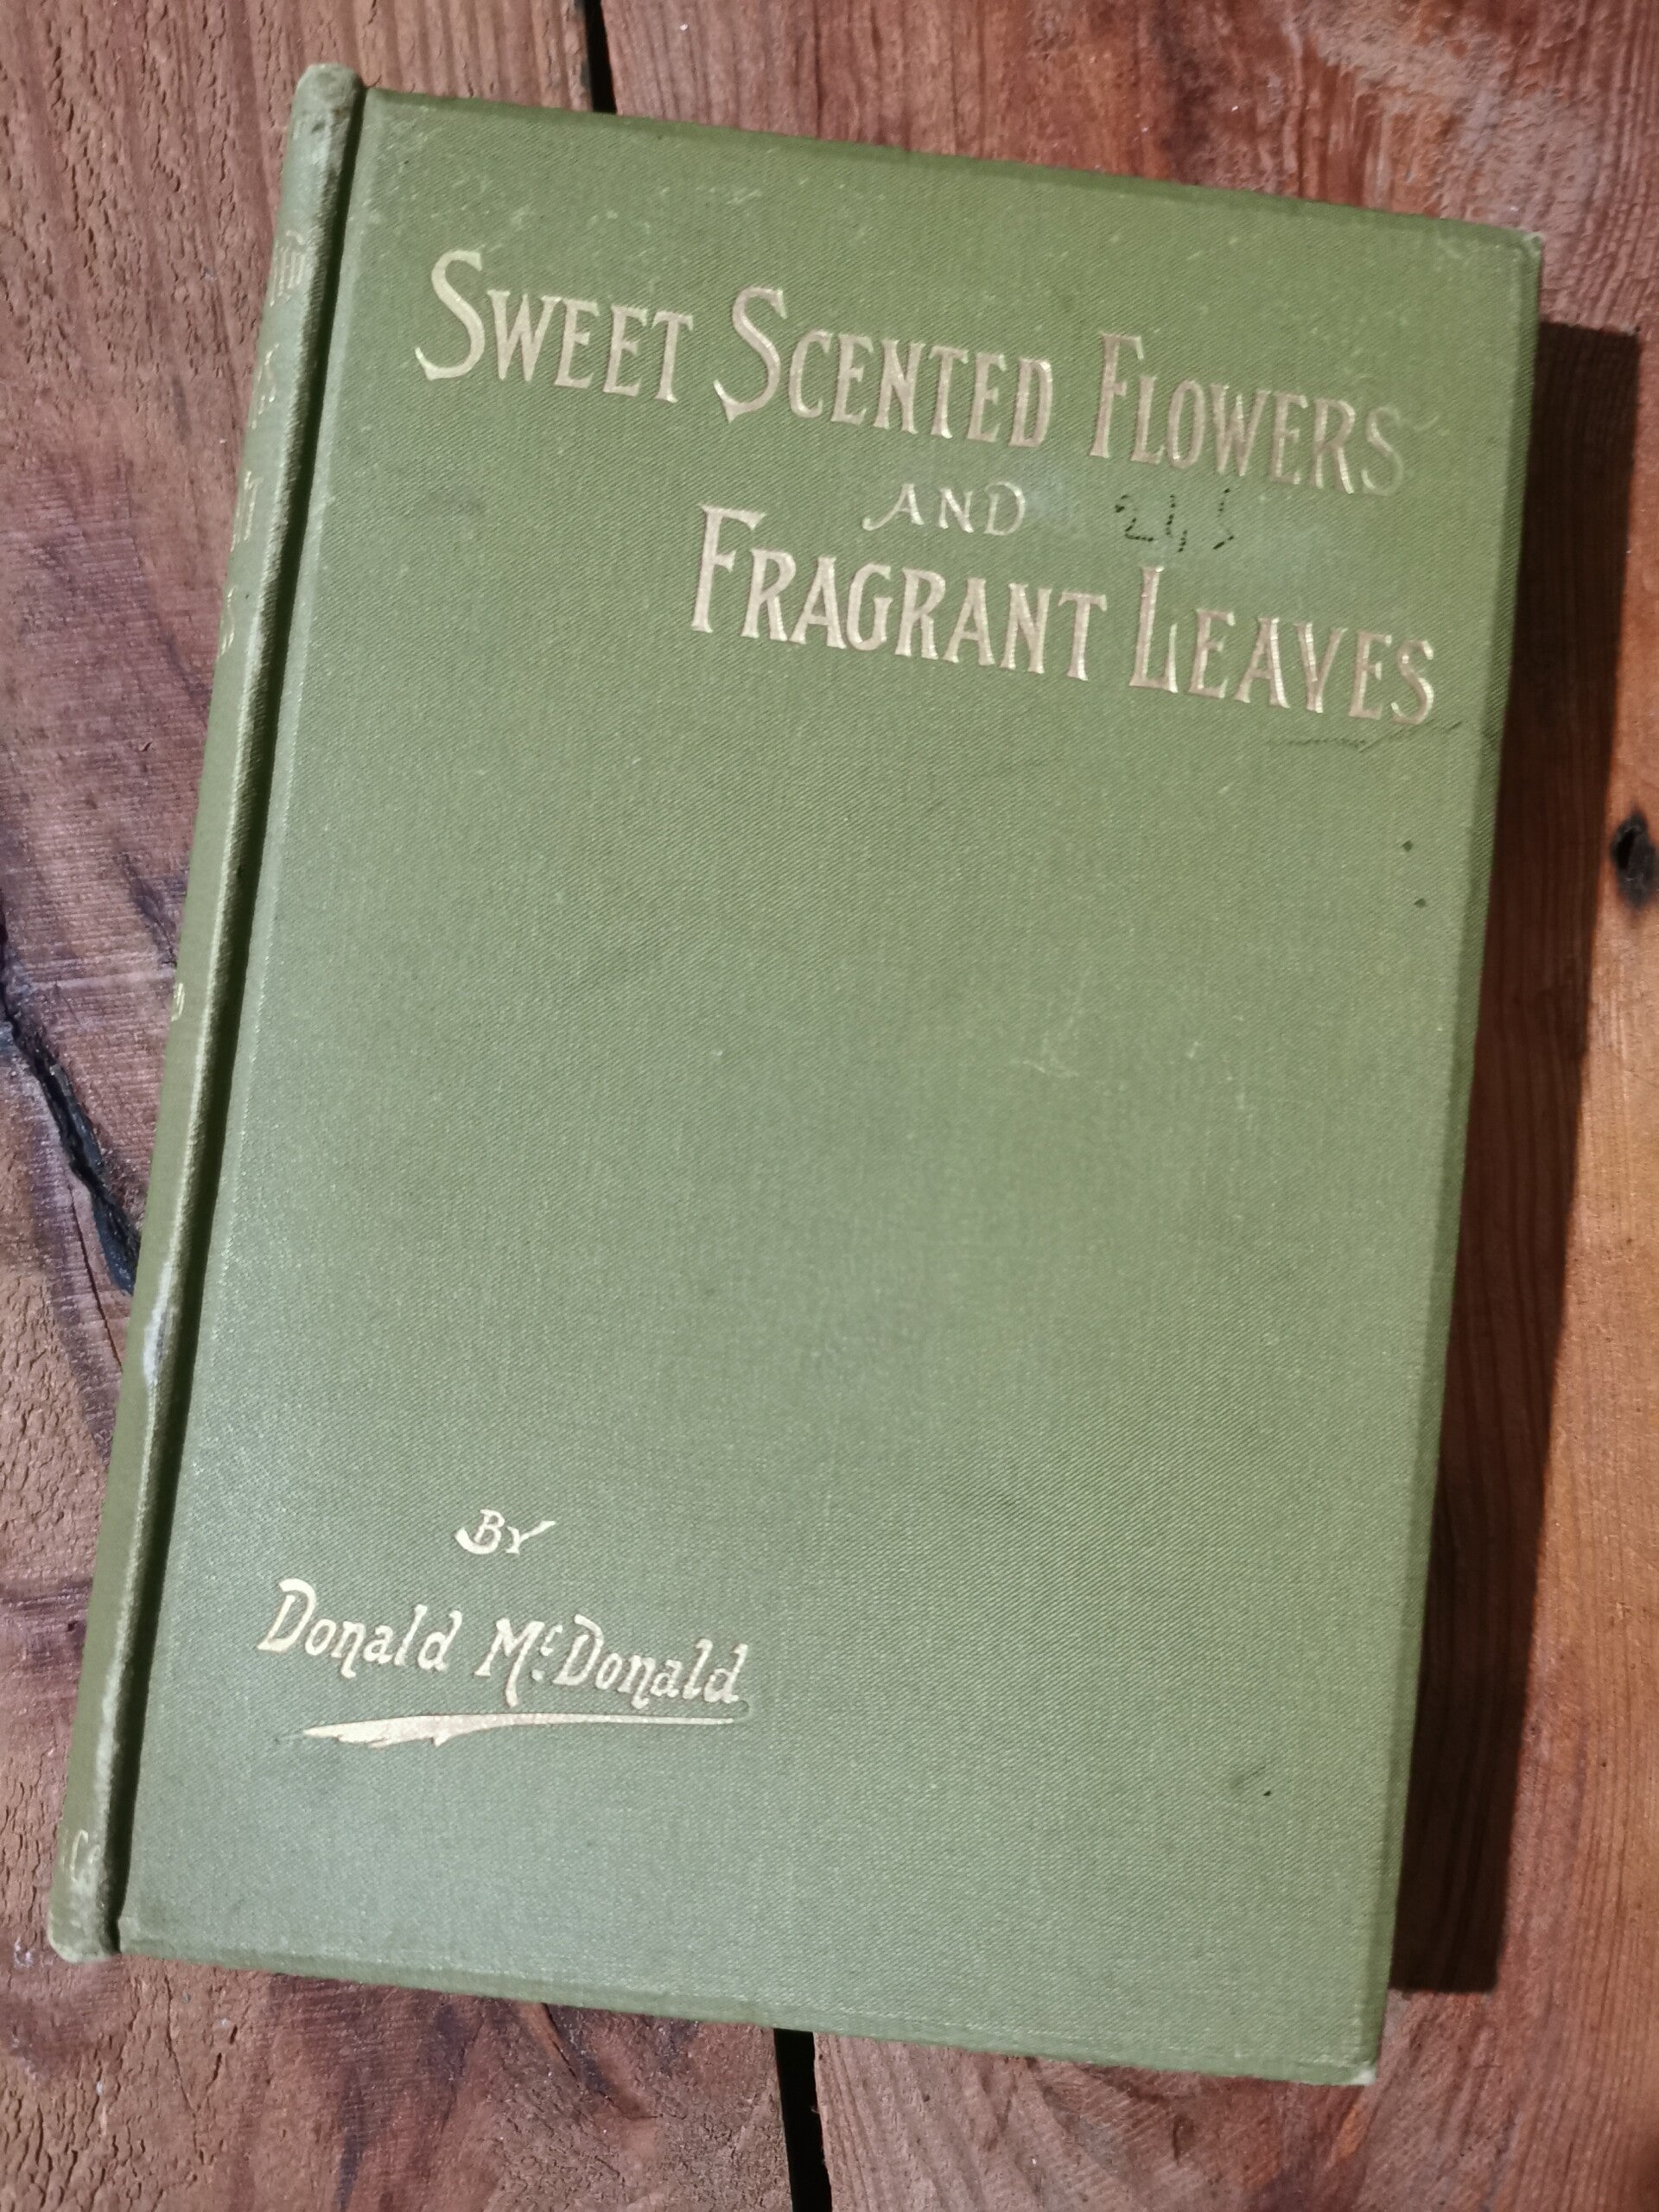 SWEET SCENTED FLOWERS
AND
FRAGRANT LEAVES
BY
Donald McDonald